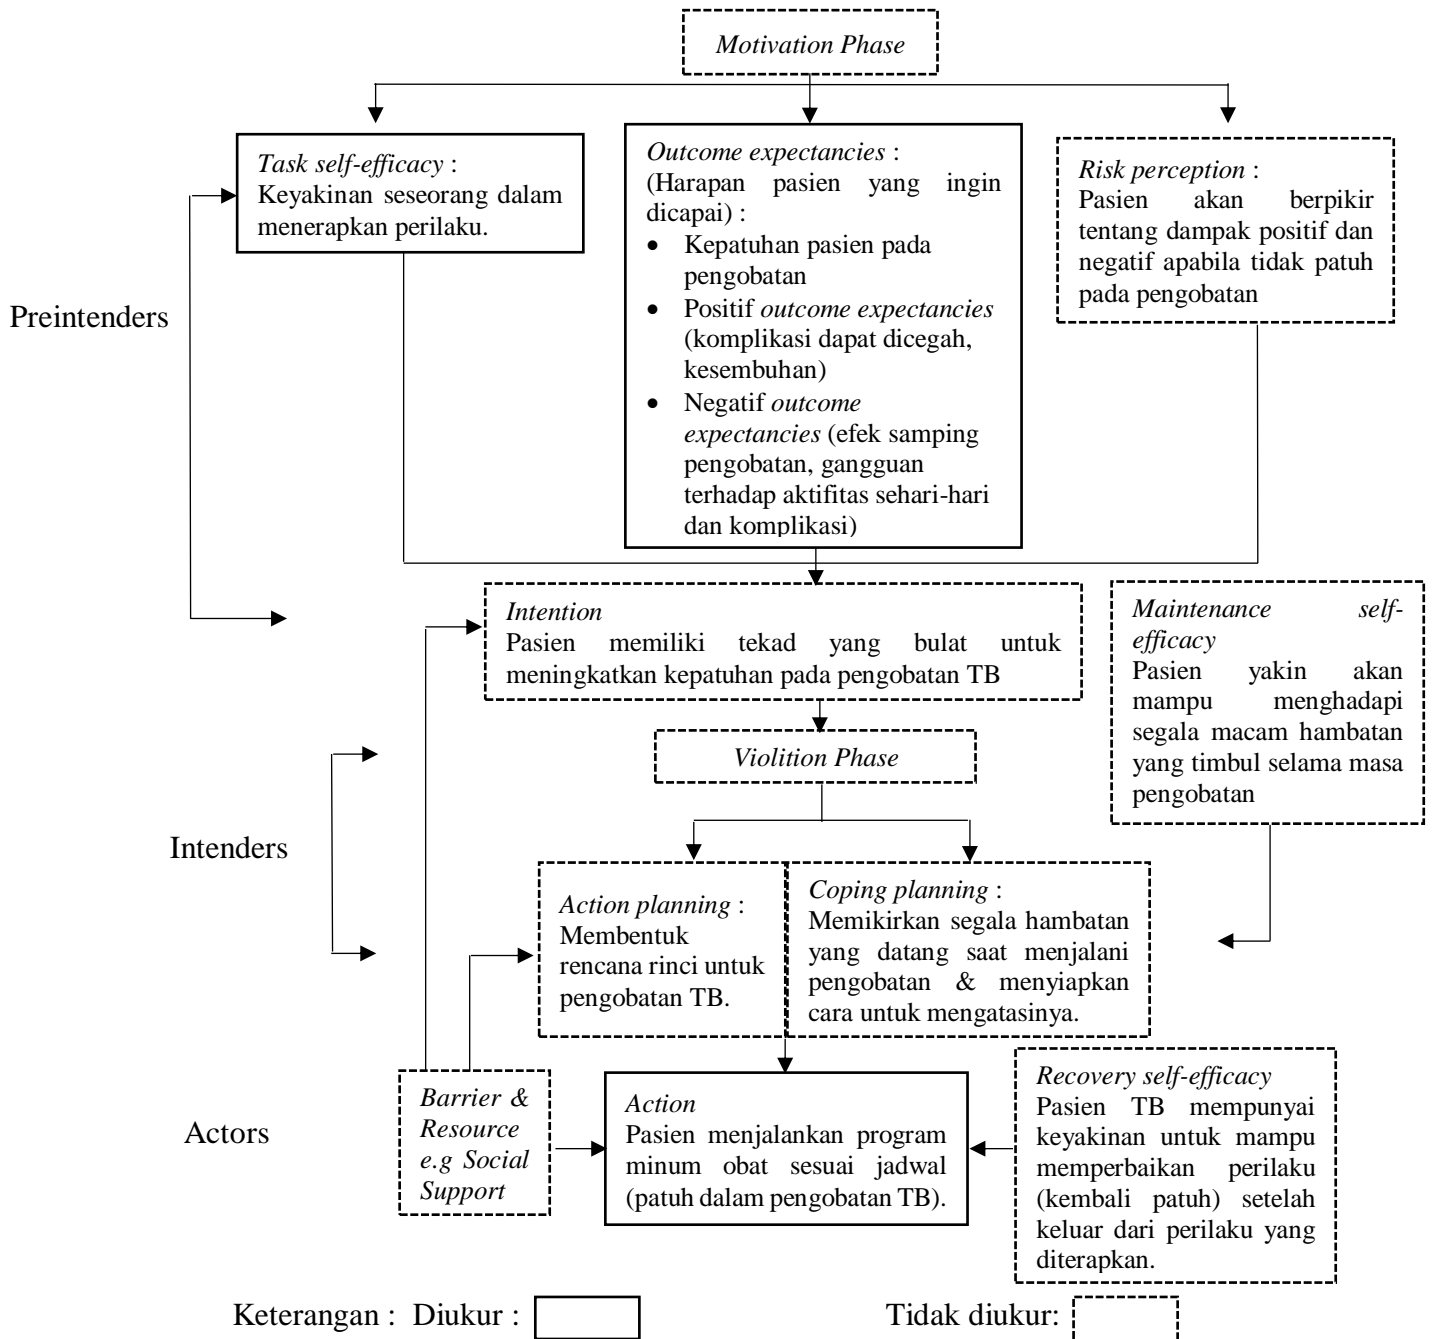 Motivation Phase
Task self-efficacy :
Keyakinan seseorang dalam
menerapkan perilaku.
Outcome expectancies :
(Harapan pasien yang ingin
dicapai) :
• Kepatuhan pasien pada
pengobatan
• Positif outcome expectancies
(komplikasi dapat dicegah,
kesembuhan)
• Negatif outcome
expectancies (efek samping
pengobatan, gangguan
terhadap aktifitas sehari-hari
dan komplikasi)
Risk perception :
Pasien akan berpikir
tentang dampak positif dan
negatif apabila tidak patuh
pada pengobatan
Preintenders
Intention
Pasien memiliki tekad yang bulat untuk
meningkatkan kepatuhan pada pengobatan TB
Maintenance self-
efficacy
Pasien yakin akan
mampu menghadapi
segala macam hambatan
yang timbul selama masa
pengobatan
Violition Phase
Intenders
Action planning :
Membentuk
rencana rinci untuk
pengobatan TB.
Coping planning :
Memikirkan segala hambatan
yang datang saat menjalani
pengobatan & menyiapkan
cara untuk mengatasinya.
Actors
Barrier &
Resource
e.g Social
Support
Action
Pasien menjalankan program
minum obat sesuai jadwal
(patuh dalam pengobatan TB).
Recovery self-efficacy
Pasien TB mempunyai
keyakinan untuk mampu
memperbaikan perilaku
(kembali patuh) setelah
keluar dari perilaku yang
diterapkan.
Keterangan : Diukur :
Tidak diukur: